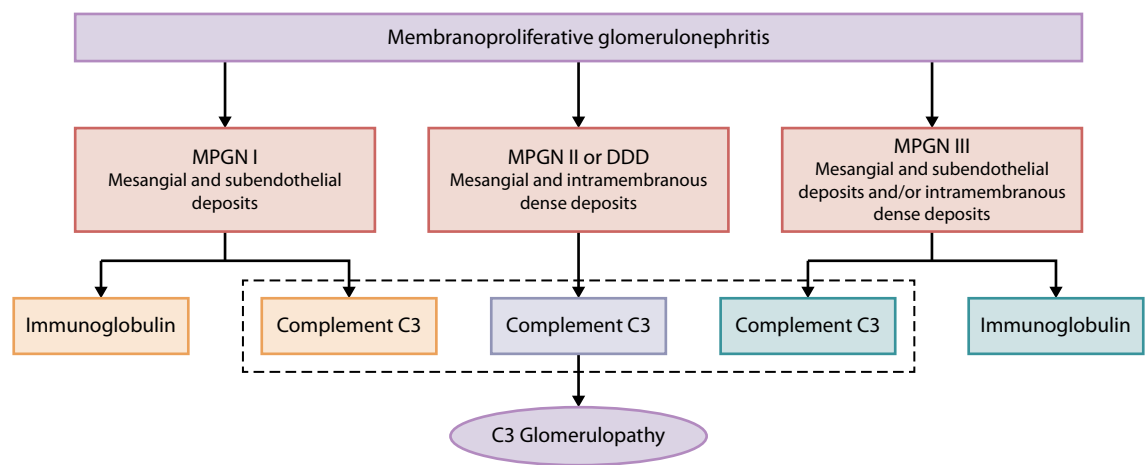 Membranoproliferative glomerulonephritis
MPGN I
Mesangial and subendothelial
deposits
MPGN II or DDD
Mesangial and intramembranous
dense deposits
MPGN III
Mesangial and subendothelial
deposits and/or intramembranous
dense deposits
Immunoglobulin
Complement C3
Complement C3
Complement C3
Immunoglobulin
C3 Glomerulopathy